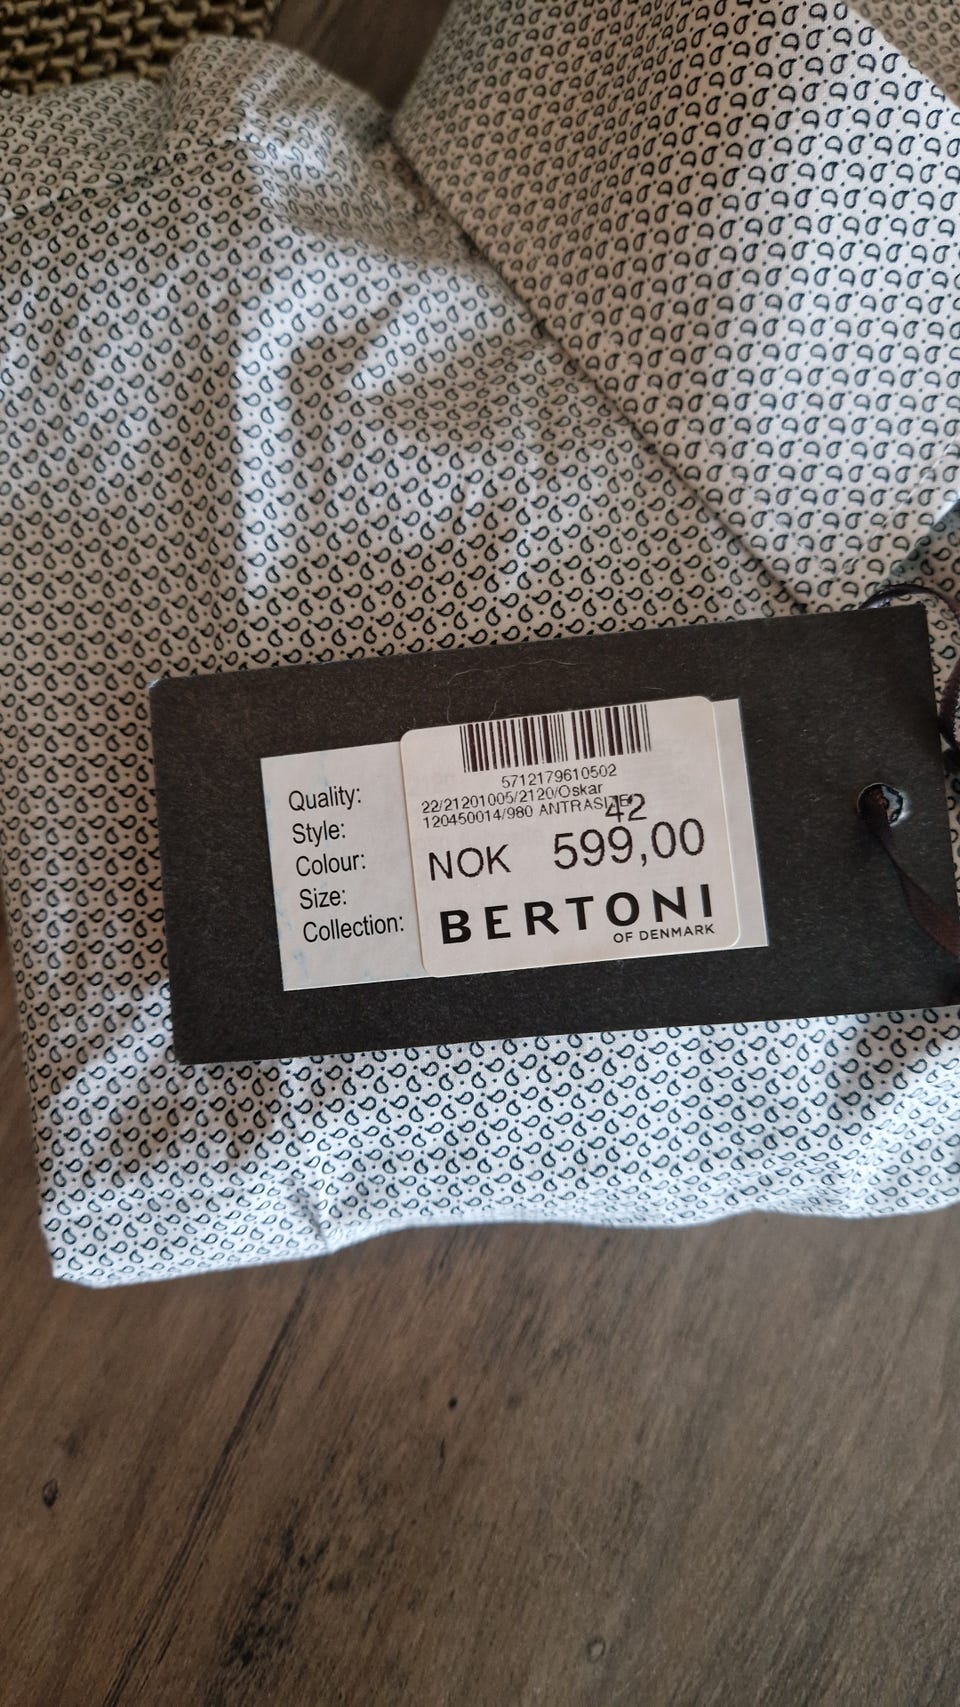 Quality:
Style:
Colour:
Size:
Collection:
5712179610502
22/21201005/2120/Oskar
120450014/980
42
NOK 599,00
BERTONI
OF DENMARK